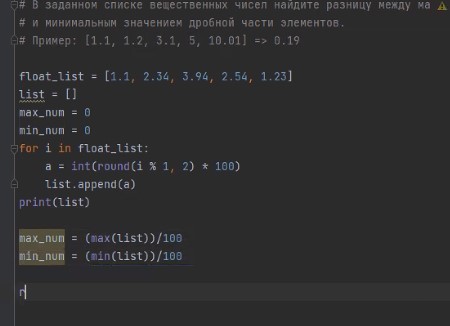 # В заданном списке вещественных чисел найдите разницу между ма
# и минимальным значением дробной части элементов.
# Пример: [1.1, 1.2, 3.1, 5, 10.01] => 0.19
float_list = [1.1, 2.34, 3.94, 2.54, 1.23]
list = []
max_num = 0
min_num = 0
for i in float_list:
    a = int(round(i % 1, 2) * 100)
    list.append(a)
print(list)
max_num = (max(list))/100
min_num = (min(list))/100
r